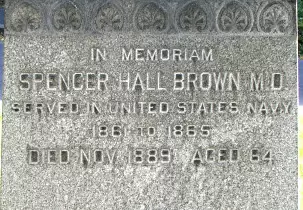 IN MEMORIAM
SPENCER HALL BROWN M.D.
SERVED IN UNITED STATES NAVY
1861 TO 1865
DIED NOV. 1889, AGED 64.